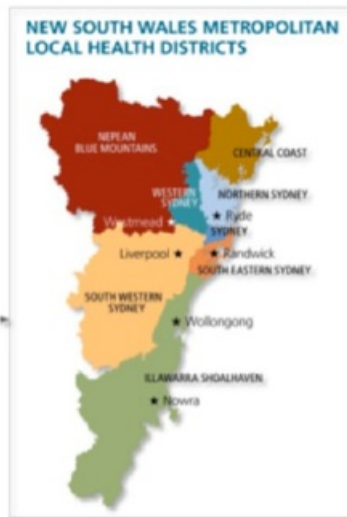 NEW SOUTH WALES METROPOLITAN
LOCAL HEALTH DISTRICTS
NEPEAN
BLUE MOUNTAINS
CENTRAL COAST
WESTERN
SYDNEY
NORTHERN SYDNEY
Westmead
Ryde
SYDNEY
Liverpool
Randwick
SOUTH EASTERN SYDNEY
SOUTH WESTERN
SYDNEY
Wollongong
ILLAWARRA SHOALHAVEN
Nowra